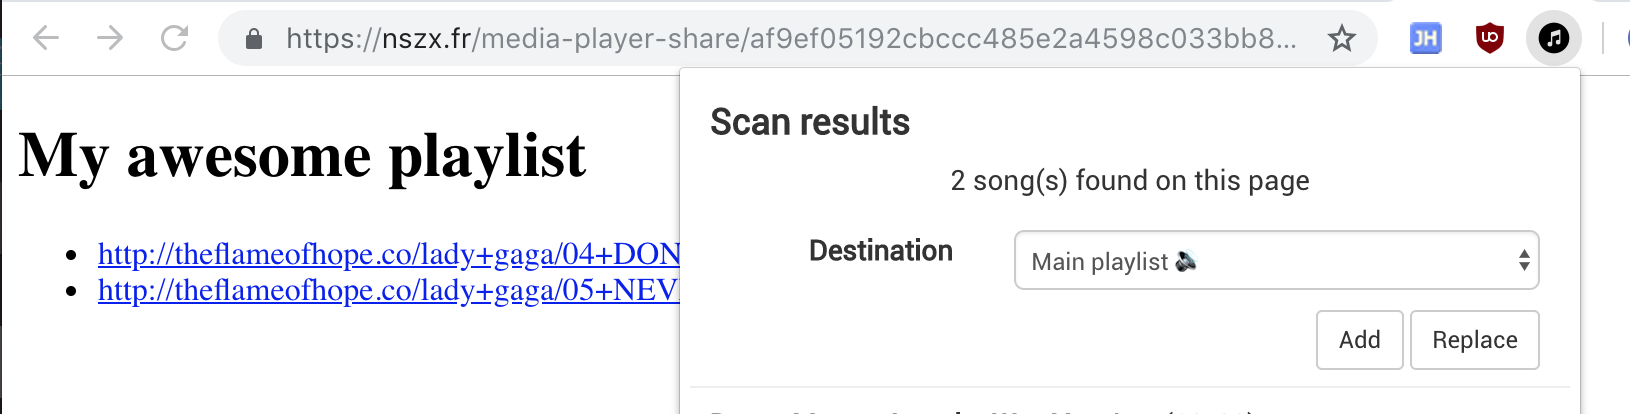 https://nszx.fr/media-player-share/af9ef05192cbccc485e2a4598c033bb8...
JH
My awesome playlist
http://theflameofhope.co/lady+gaga/04+DON
http://theflameofhope.co/lady+gaga/05+NEV
Scan results
2 song(s) found on this page
Destination
Main playlist
Add
Replace